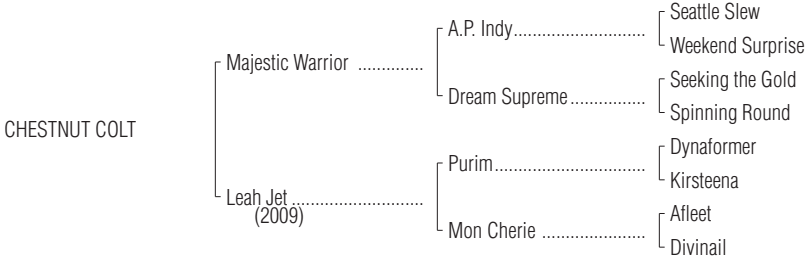 Seattle Slew
A.P. Indy............................
Weekend Surprise
Majestic Warrior ..............
Seeking the Gold
Dream Supreme................
Spinning Round
CHESTNUT COLT
Dynaformer
Purim................................
Kirsteena
Leah Jet ............................
(2009)
Afleet
Mon Cherie ......................
Divinail